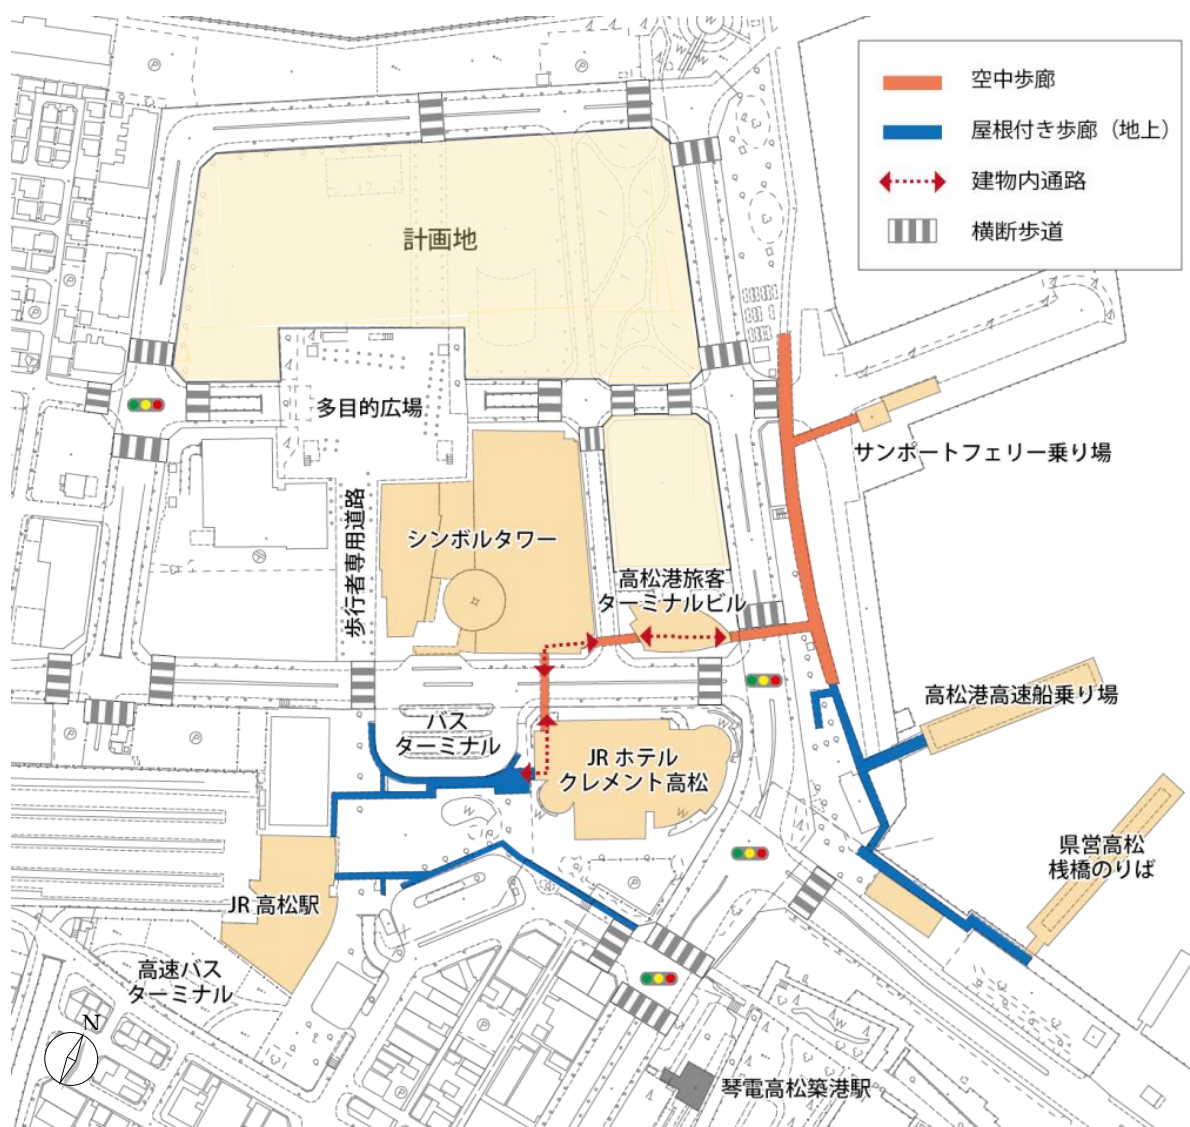 空中歩廊
屋根付き歩廊（地上）
建物内通路
横断歩道
計画地
多目的広場
サンポートフェリー乗り場
歩行者専用道路
シンボルタワー
高松港旅客
ターミナルビル
高松港高速船乗り場
バス
ターミナル
JR ホテル
クレメント高松
県営高松
桟橋のりば
JR 高松駅
高速バス
ターミナル
N
琴電高松築港駅